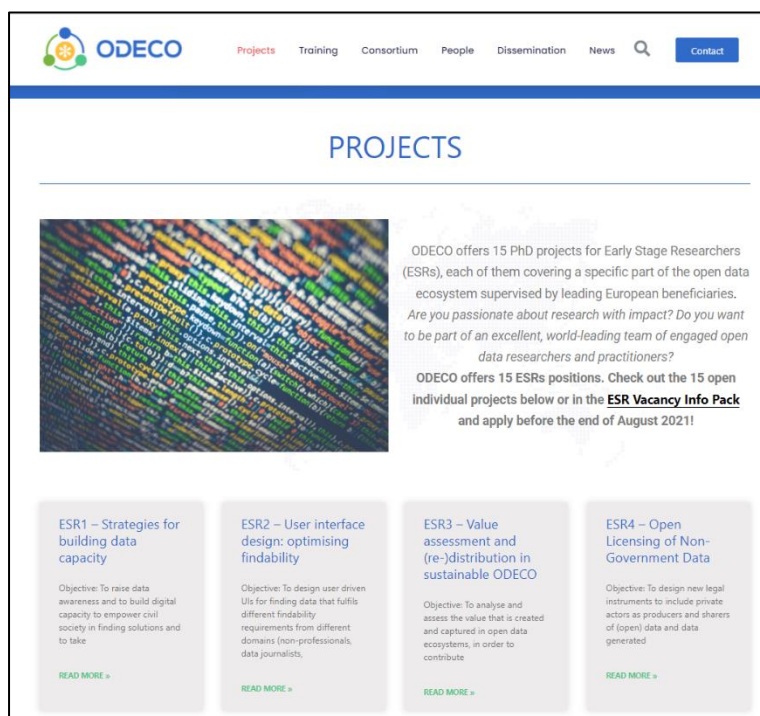 ODECO
Projects Training Consortium People Dissemination News Contact
PROJECTS
ODECO offers 15 PhD projects for Early Stage Researchers
(ESRs), each of them covering a specific part of the open data
ecosystem supervised by leading European beneficiaries.
Are you passionate about research with impact? Do you want
to be part of an excellent, world-leading team of engaged open
data researchers and practitioners?
ODECO offers 15 ESRs positions. Check out the 15 open
individual projects below or in the ESR Vacancy Info Pack
and apply before the end of August 2021!
ESR1 – Strategies for
building data
capacity
Objective: To raise data
awareness and to build digital
capacity to empower civil
society in finding solutions and
to take
READ MORE »
ESR2 – User interface
design: optimising
findability
Objective: To design user driven
UIs for finding data that fulfils
different findability
requirements from different
domains (non-professionals,
data journalists,
READ MORE »
ESR3 – Value
assessment and
(re-)distribution in
sustainable ODECO
Objective: To analyse and
assess the value that is created
and captured in open data
ecosystems, in order to
contribute
READ MORE »
ESR4 – Open
Licensing of Non-
Government Data
Objective: To design new legal
instruments to include private
actors as producers and sharers
of (open) data and data
generated
READ MORE »